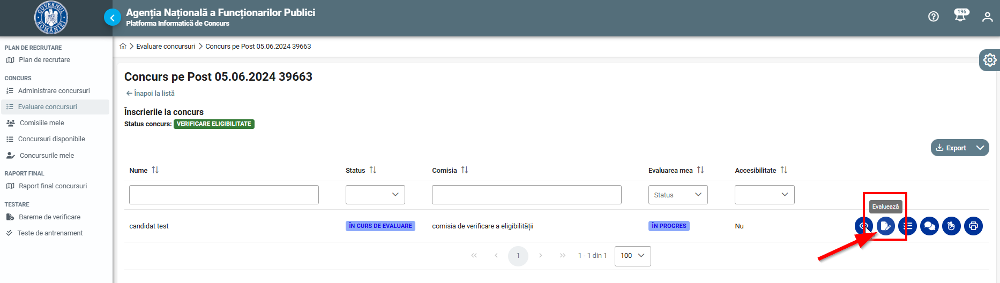 GUVERNUL ROMÂNIEI
Agenția Națională a Funcționarilor Publici
Platforma Informatică de Concurs
196
PLAN DE RECRUTARE
Plan de recrutare
CONCURS
Administrare concursuri
Evaluare concursuri
Comisiile mele
Concursuri disponibile
Concursurile mele
RAPORT FINAL
Raport final concursuri
TESTARE
Bareme de verificare
Teste de antrenament
Evaluare concursuri > Concurs pe Post 05.06.2024 39663
Concurs pe Post 05.06.2024 39663
Înapoi la listă
Înscrierile la concurs
Status concurs: VERIFICARE ELIGIBILITATE
Export
Nume Status Comisia Evaluarea mea Accesibilitate
Status
Evaluează
candidat test ÎN CURS DE EVALUARE comisia de verificare a eligibilității ÎN PROGRES Nu
« ‹ 1 › » 1 - 1 din 1 100